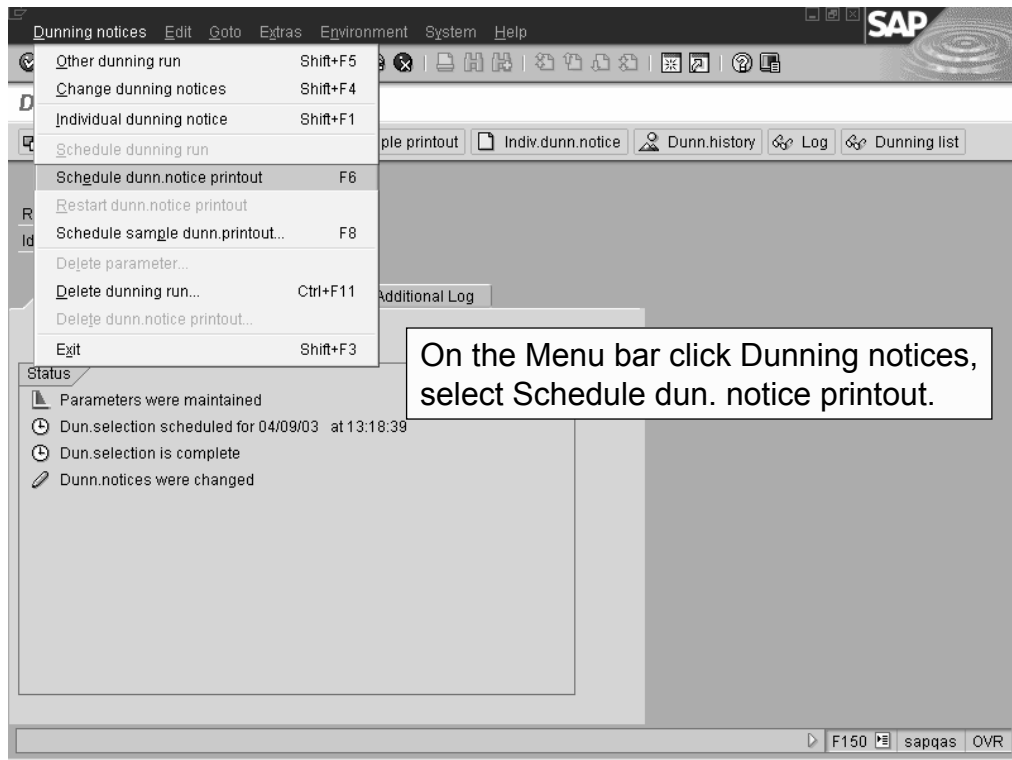 Dunning notices Edit Goto Extras Environment System Help
SAP
Other dunning run Shift+F5
Change dunning notices Shift+F4
D
Individual dunning notice Shift+F1
Schedule dunning run
ple printout Indiv.dunn.notice Dunn.history Log Dunning list
Schedule dunn.notice printout F6
Restart dunn.notice printout
R
Schedule sample dunn.printout... F8
Id
Delete parameter...
Delete dunning run... Ctrl+F11
Additional Log
Delete dunn.notice printout...
Exit Shift+F3
On the Menu bar click Dunning notices,
select Schedule dun. notice printout.
Status
Parameters were maintained
Dun.selection scheduled for 04/09/03 at 13:18:39
Dun.selection is complete
Dunn.notices were changed
F150 sapqas OVR